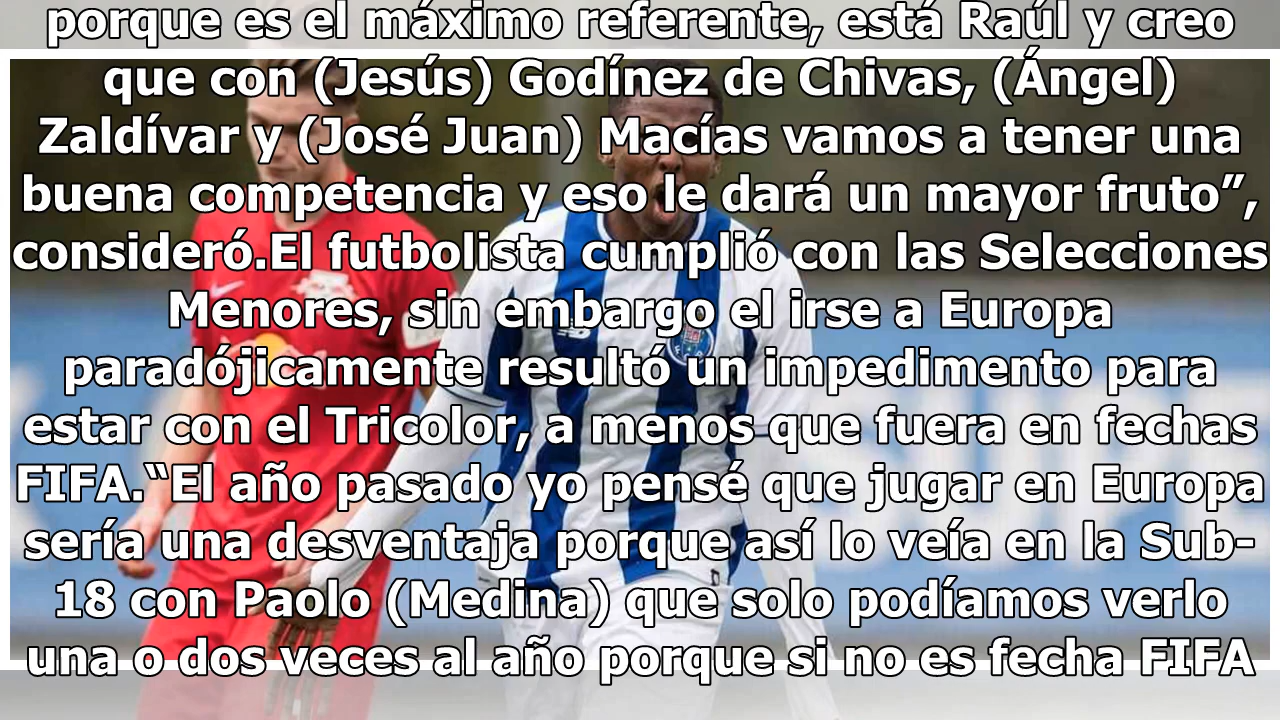 porque es el máximo referente, está Raúl y creo
que con (Jesús) Godínez de Chivas, (Ángel)
Zaldívar y (José Juan) Macías vamos a tener una
buena competencia y eso le dará un mayor fruto”,
consideró.El futbolista cumplió con las Selecciones
Menores, sin embargo el irse a Europa
paradójicamente resultó un impedimento para
estar con el Tricolor, a menos que fuera en fechas
FIFA.“El año pasado yo pensé que jugar en Europa
sería una desventaja porque así lo veía en la Sub-
18 con Paolo (Medina) que solo podíamos verlo
una o dos veces al año porque si no es fecha FIFA